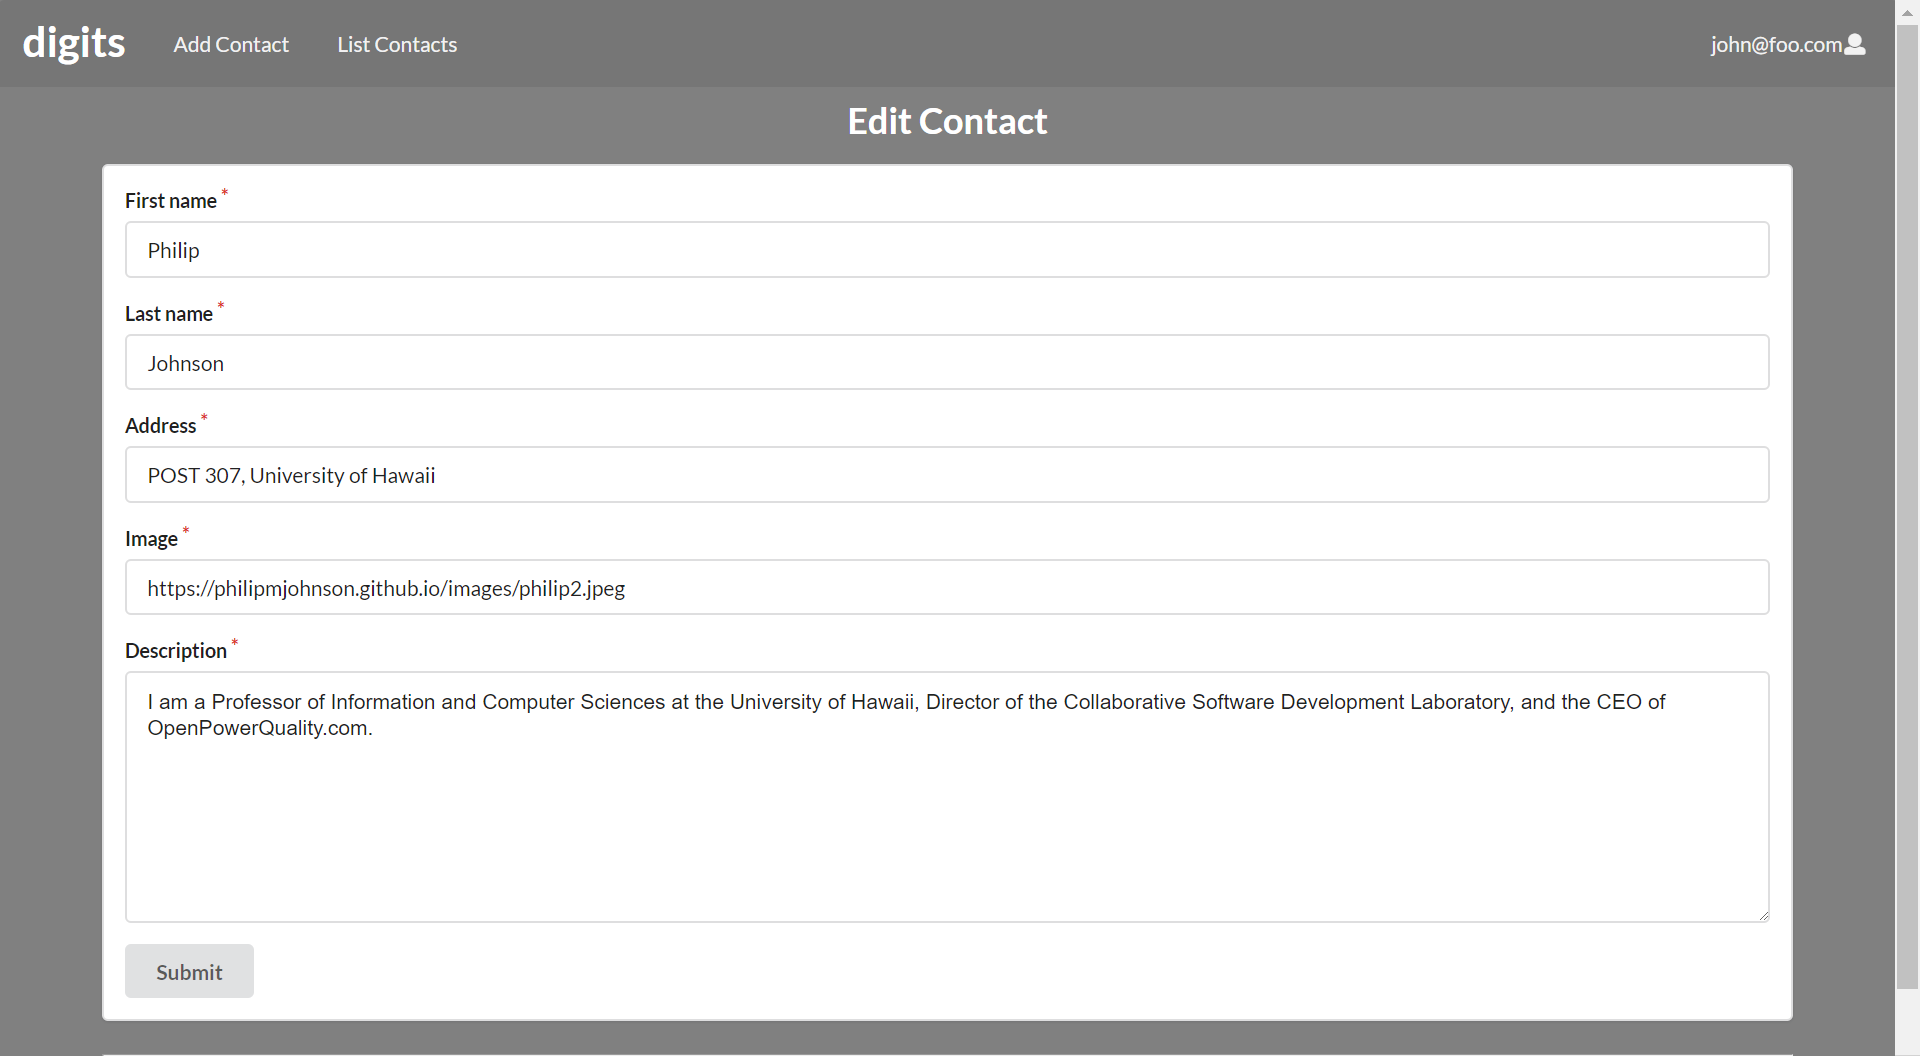 digits Add Contact List Contacts john@foo.com
Edit Contact
First name *
Philip
Last name *
Johnson
Address *
POST 307, University of Hawaii
Image *
https://philipmjohnson.github.io/images/philip2.jpeg
Description *
I am a Professor of Information and Computer Sciences at the University of Hawaii, Director of the Collaborative Software Development Laboratory, and the CEO of
OpenPowerQuality.com.
Submit